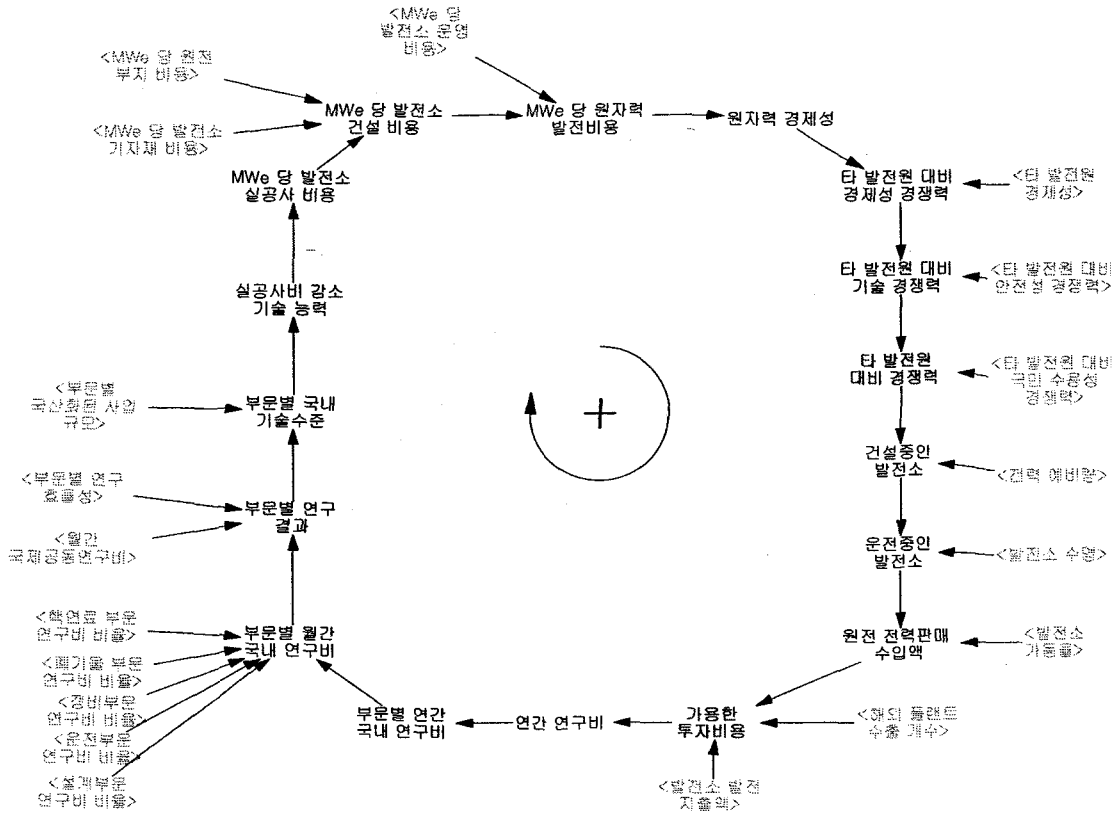 <MWe 당
발전소 운영
비용>
<MWe 당 원전
부지 비용>
MWe 당 발전소
건설 비용
MWe 당 원자력
발전비용
원자력 경제성
<MWe 당 발전소
기자재 비용>
MWe 당 발전소
실공사 비용
타 발전원 대비
경제성 경쟁력
<타 발전원
경제성>
실공사비 감소
기술 능력
타 발전원 대비
기술 경쟁력
<타 발전원 대비
안전성 경쟁력>
타 발전원
대비 경쟁력
<타 발전원 대비
국민 수용성
경쟁력>
<부문별
국산화된 사업
규모>
부문별 국내
기술수준
건설중인
발전소
<전력 예비량>
<부문별 연구
효율성>
부문별 연구
결과
<월간
국제공동연구비>
운전중인
발전소
<발전소 수명>
<핵연료 부문
연구비 비율>
부문별 월간
국내 연구비
원전 전력판매
수입액
<발전소
가동률>
<폐기물 부문
연구비 비율>
<정비부문
연구비 비율>
<운전부문
연구비 비율>
<설계부문
연구비 비율>
부문별 연간
국내 연구비
연간 연구비
가용한
투자비용
<해외 플랜트
수출 개수>
<발전소 발전
지출액>